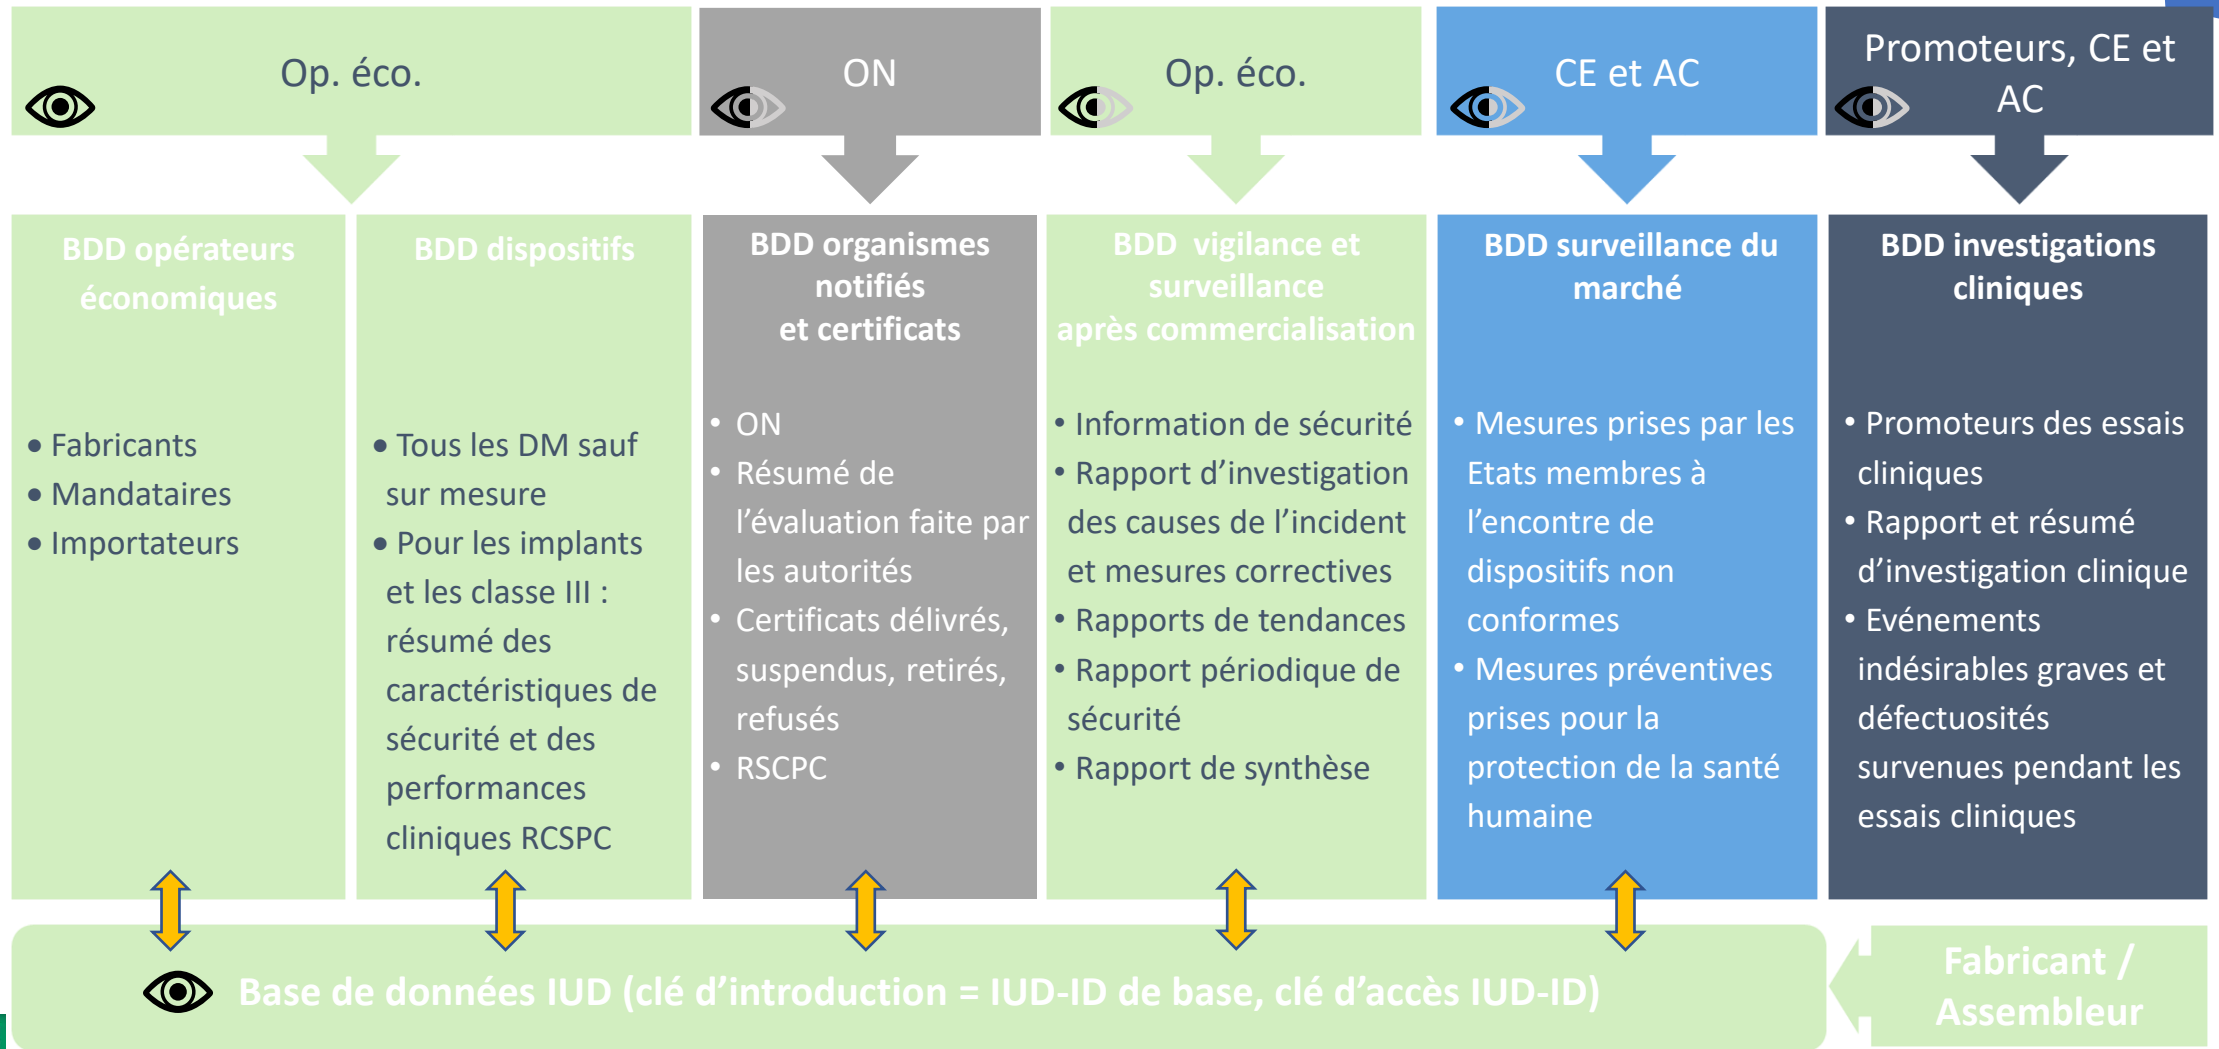 Op. éco.
ON
Op. éco.
CE et AC
Promoteurs, CE et
AC
BDD opérateurs
économiques
• Fabricants
• Mandataires
• Importateurs
BDD dispositifs
• Tous les DM sauf
sur mesure
• Pour les implants
et les classe III :
résumé des
caractéristiques de
sécurité et des
performances
cliniques RCSPC
BDD organismes
notifiés
et certificats
• ON
• Résumé de
l’évaluation faite par
les autorités
• Certificats délivrés,
suspendus, retirés,
refusés
• RSCPC
BDD vigilance et
surveillance
après commercialisation
• Information de sécurité
• Rapport d’investigation
des causes de l’incident
et mesures correctives
• Rapports de tendances
• Rapport périodique de
sécurité
• Rapport de synthèse
BDD surveillance du
marché
• Mesures prises par les
Etats membres à
l’encontre de
dispositifs non
conformes
• Mesures préventives
prises pour la
protection de la santé
humaine
BDD investigations
cliniques
• Promoteurs des essais
cliniques
• Rapport et résumé
d’investigation clinique
• Evénements
indésirables graves et
défectuosités
survenues pendant les
essais cliniques
Base de données IUD (clé d’introduction = IUD-ID de base, clé d’accès IUD-ID)
Fabricant /
Assembleur